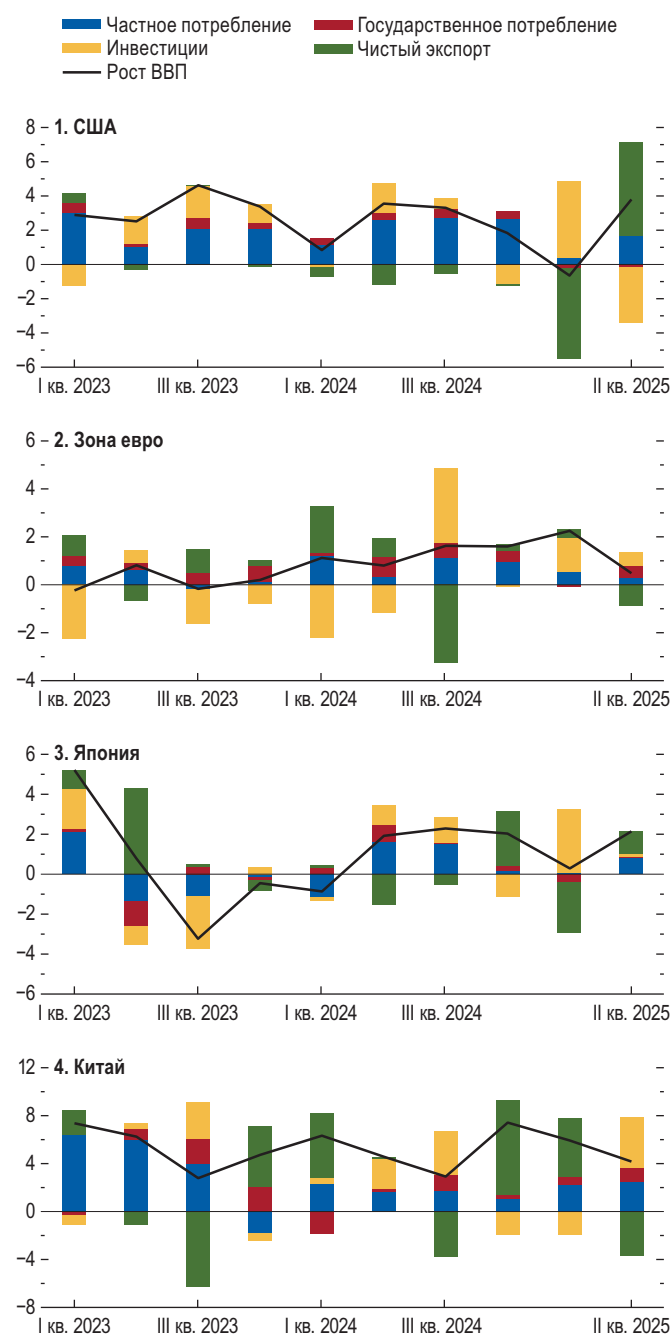 Частное потребление Государственное потребление
Инвестиции Чистый экспорт
Рост ВВП
8 1. США
6
4
2
0
−2
−4
−6
I кв. 2023 III кв. 2023 I кв. 2024 III кв. 2024 II кв. 2025
6 2. Зона евро
4
2
0
−2
−4
I кв. 2023 III кв. 2023 I кв. 2024 III кв. 2024 II кв. 2025
6 3. Япония
4
2
0
−2
−4
−6
I кв. 2023 III кв. 2023 I кв. 2024 III кв. 2024 II кв. 2025
12 4. Китай
8
4
0
−4
−8
I кв. 2023 III кв. 2023 I кв. 2024 III кв. 2024 II кв. 2025